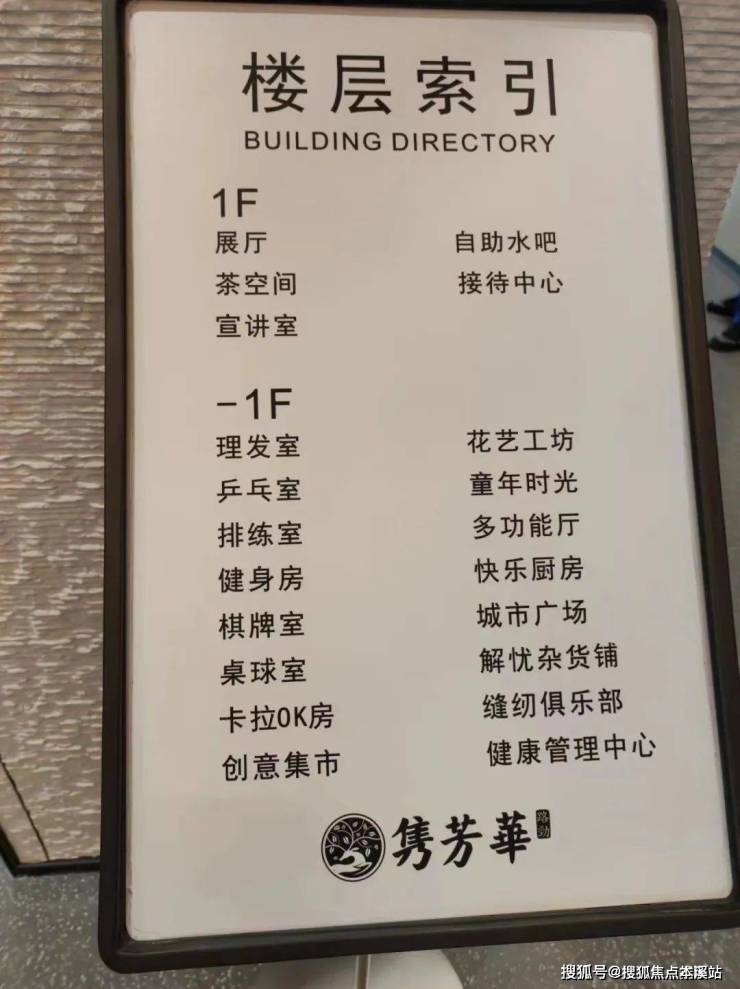 楼层索引
BUILDING DIRECTORY
1F
展厅
自助水吧
茶空间
接待中心
宣讲室
-1F
理发室
花艺工坊
乒乓室
童年时光
排练室
多功能厅
健身房
快乐厨房
棋牌室
城市广场
桌球室
解忧杂货铺
卡拉OK房
缝纫俱乐部
创意集市
健康管理中心
隽芳華
路劲
搜狐号@搜狐焦点本溪站